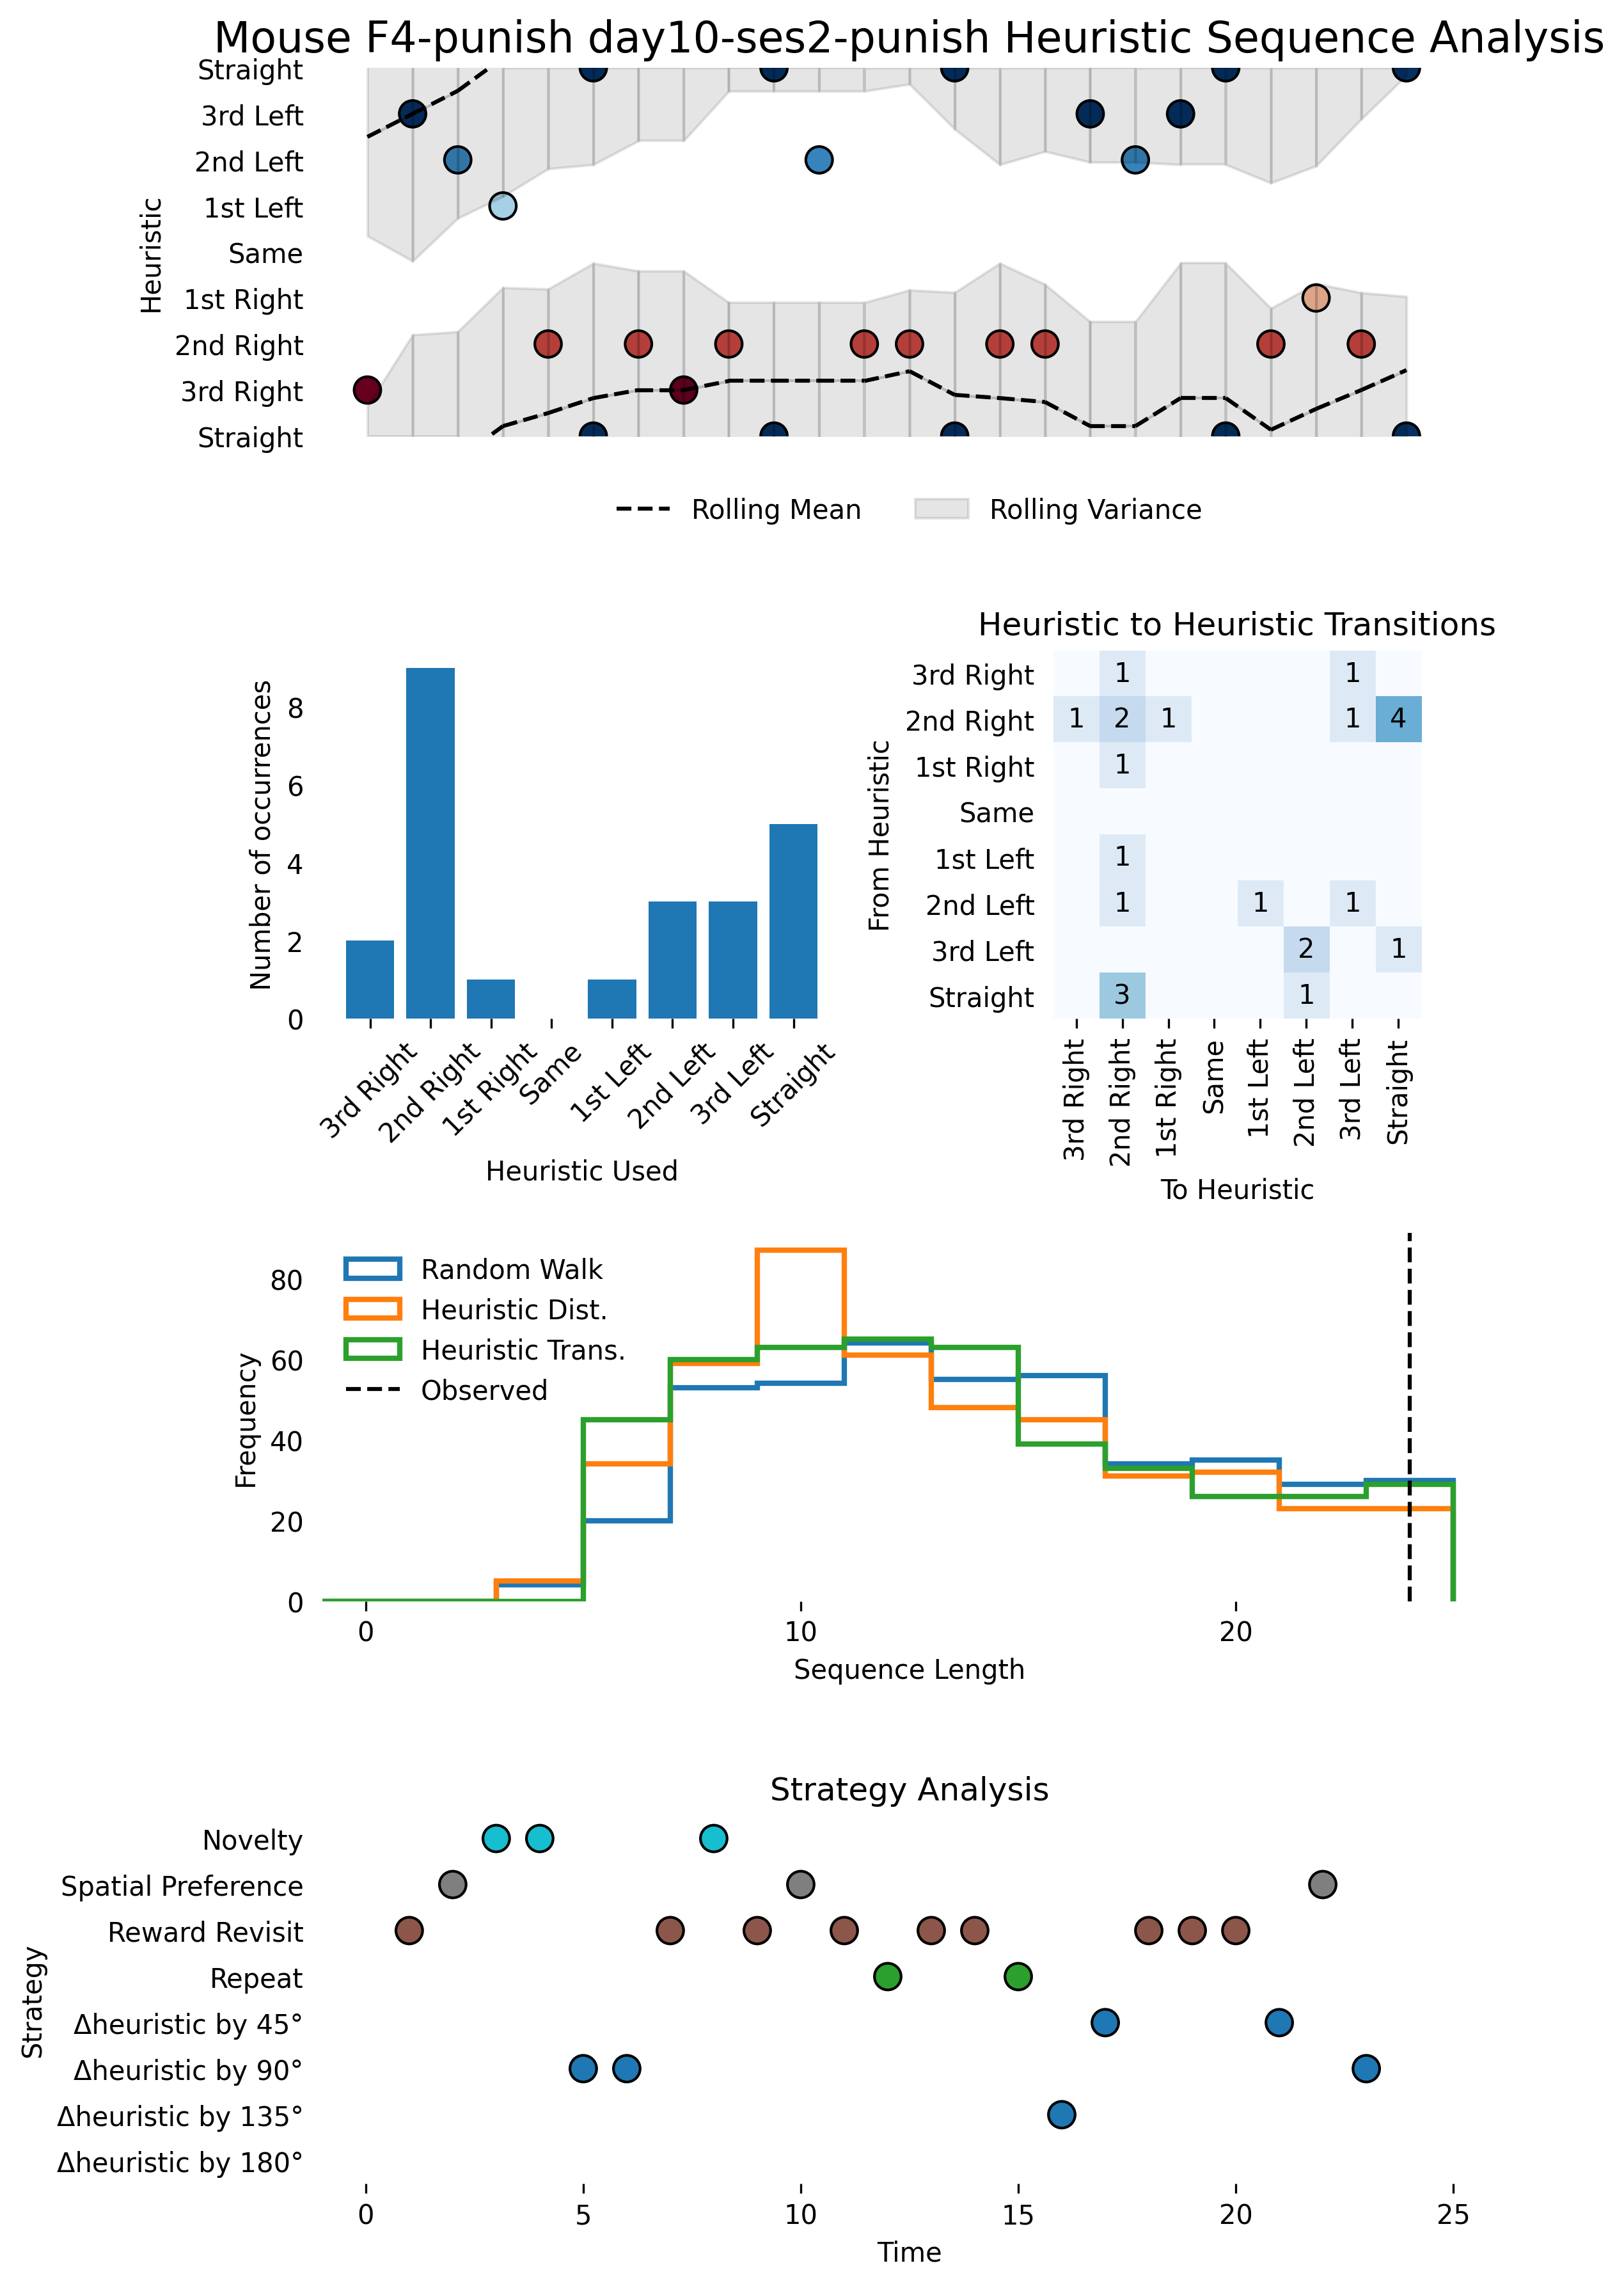 Mouse F4-punish day10-ses2-punish Heuristic Sequence Analysis
Heuristic
Straight
3rd Left
2nd Left
1st Left
Same
1st Right
2nd Right
3rd Right
Straight
Rolling Mean
Rolling Variance
Number of occurrences
8
6
4
2
0
3rd Right
2nd Right
1st Right
Same
1st Left
2nd Left
3rd Left
Straight
Heuristic Used
Heuristic to Heuristic Transitions
From Heuristic
3rd Right 1 1
2nd Right 1 2 1 1 4
1st Right 1
Same
1st Left 1
2nd Left 1 1 1
3rd Left 2 1
Straight 3 1
3rd Right
2nd Right
1st Right
Same
1st Left
2nd Left
3rd Left
Straight
To Heuristic
Frequency
80
60
40
20
0
Random Walk
Heuristic Dist.
Heuristic Trans.
Observed
0 10 20
Sequence Length
Strategy Analysis
Strategy
Novelty
Spatial Preference
Reward Revisit
Repeat
Δheuristic by 45°
Δheuristic by 90°
Δheuristic by 135°
Δheuristic by 180°
0 5 10 15 20 25
Time